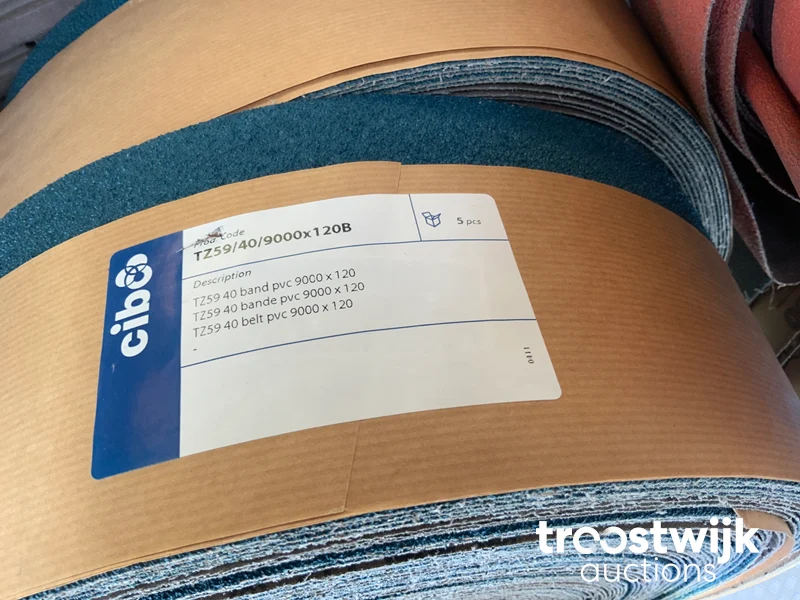 cibo
Prod Code
TZ59/40/9000x120B
5 pcs
Description
TZ59 40 band pvc 9000 x 120
TZ59 40 bande pvc 9000 x 120
TZ59 40 belt pvc 9000 x 120
-
0811
troostwijk
auctions